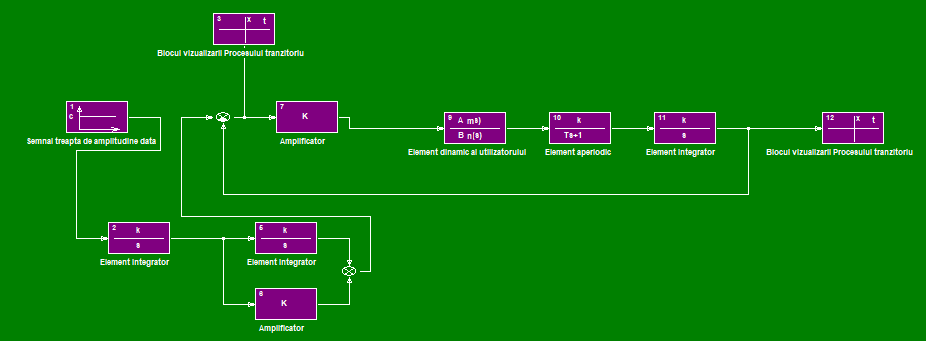 3 x t
Blocul vizualizarii Procesului tranzitoriu
1
c
Semnal treapta de amplitudine data
7
K
Amplificator
9 A m(s)
B n(s)
Element dinamic al utilizatorului
10 k
Ts+1
Element aperiodic
11 k
s
Element integrator
12 x t
Blocul vizualizarii Procesului tranzitoriu
2 k
s
Element integrator
5 k
s
Element integrator
6
K
Amplificator